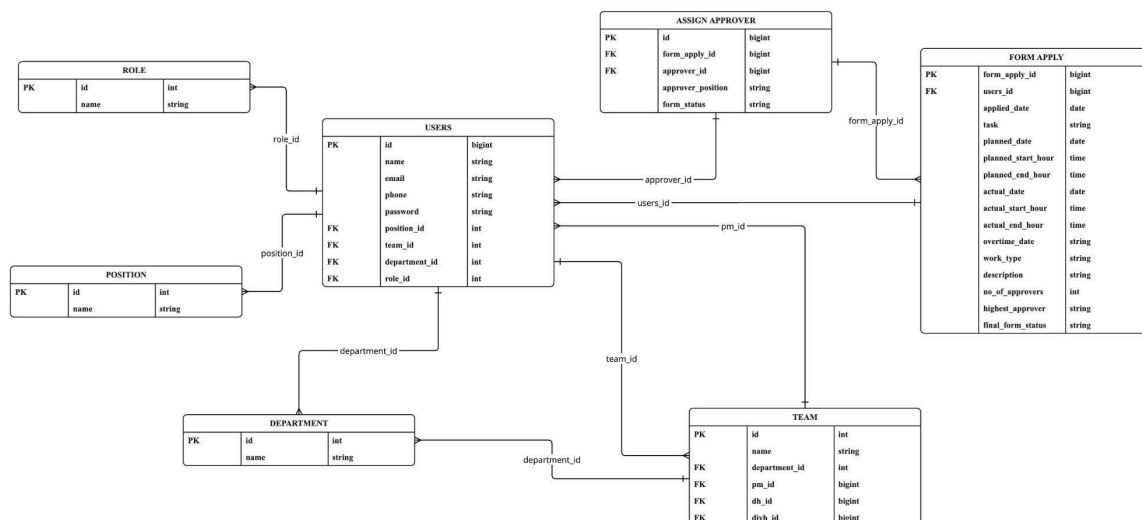 ASSIGN APPROVER
PK id bigint
FK form_apply_id bigint
FK approver_id bigint
approver_position string
form_status string
FORM APPLY
PK form_apply_id bigint
FK users_id bigint
applied_date date
task string
planned_date date
planned_start_hour time
planned_end_hour time
actual_date date
actual_start_hour time
actual_end_hour time
overtime_date string
work_type string
description string
no_of_approvers int
highest_approver string
final_form_status string
ROLE
PK id int
name string
role_id
form_apply_id
USERS
PK id bigint
name string
email string
phone string
password string
FK position_id int
FK team_id int
FK department_id int
FK role_id int
approver_id
users_id
pm_id
position_id
POSITION
PK id int
name string
department_id
team_id
DEPARTMENT
PK id int
name string
department_id
TEAM
PK id int
name string
FK department_id int
FK pm_id bigint
FK dh_id bigint
FK divh_id bigint